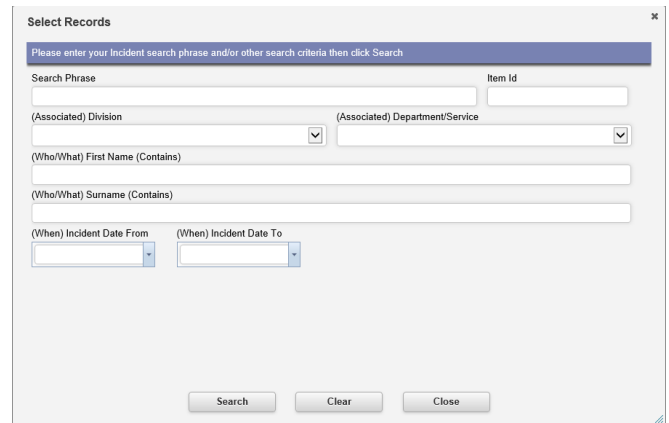 Select Records
Please enter your Incident search phrase and/or other search criteria then click Search
Search Phrase Item Id
(Associated) Division (Associated) Department/Service
(Who/What) First Name (Contains)
(Who/What) Surname (Contains)
(When) Incident Date From (When) Incident Date To
Search Clear Close